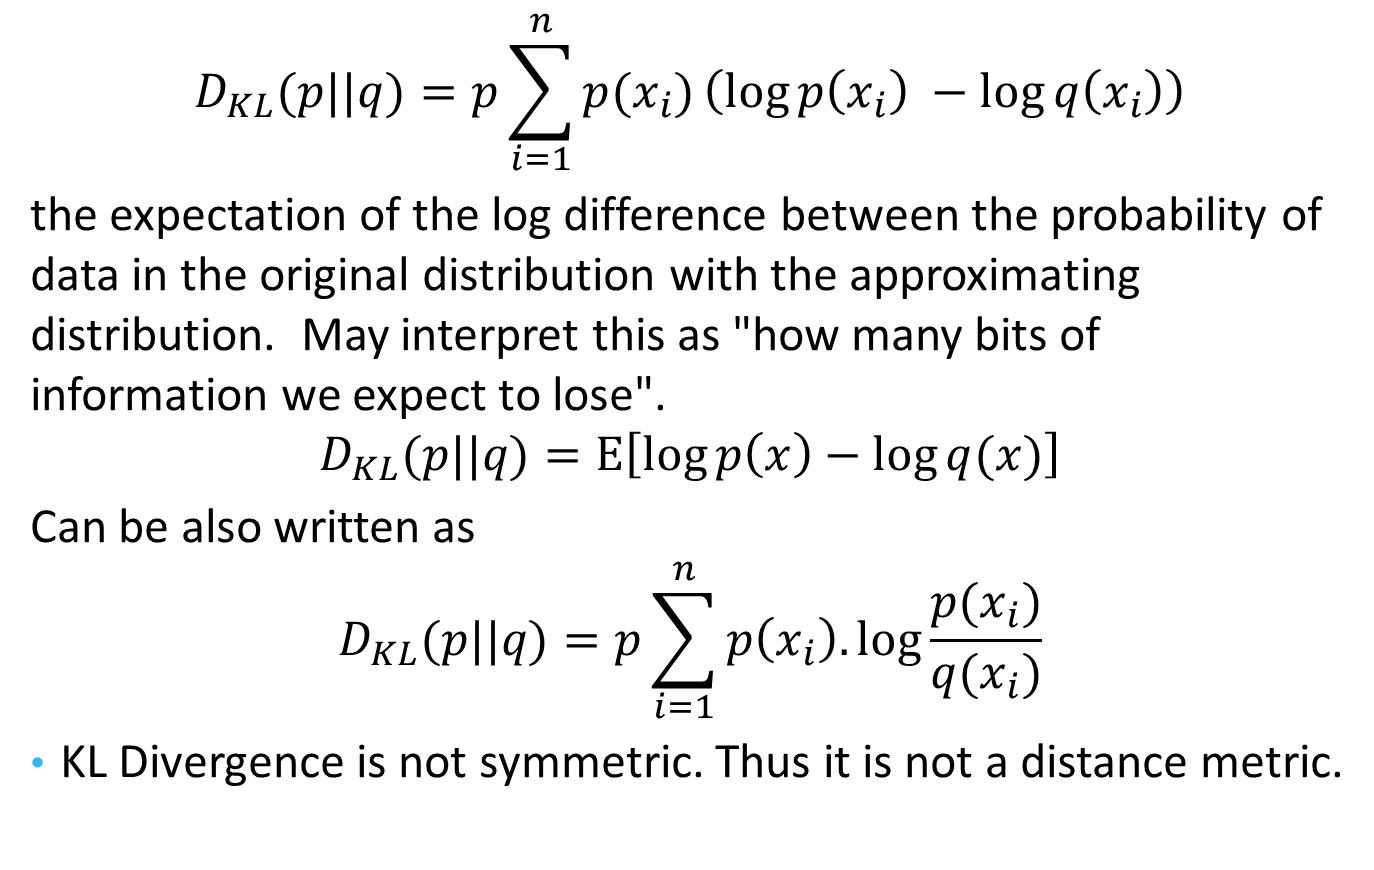 D_KL(p||q) = p ∑_{i=1}^{n} p(x_i) (log p(x_i) − log q(x_i))
the expectation of the log difference between the probability of
data in the original distribution with the approximating
distribution.  May interpret this as "how many bits of
information we expect to lose".
D_KL(p||q) = E[log p(x) − log q(x)]
Can be also written as
D_KL(p||q) = p ∑_{i=1}^{n} p(x_i).log p(x_i)/q(x_i)
• KL Divergence is not symmetric. Thus it is not a distance metric.